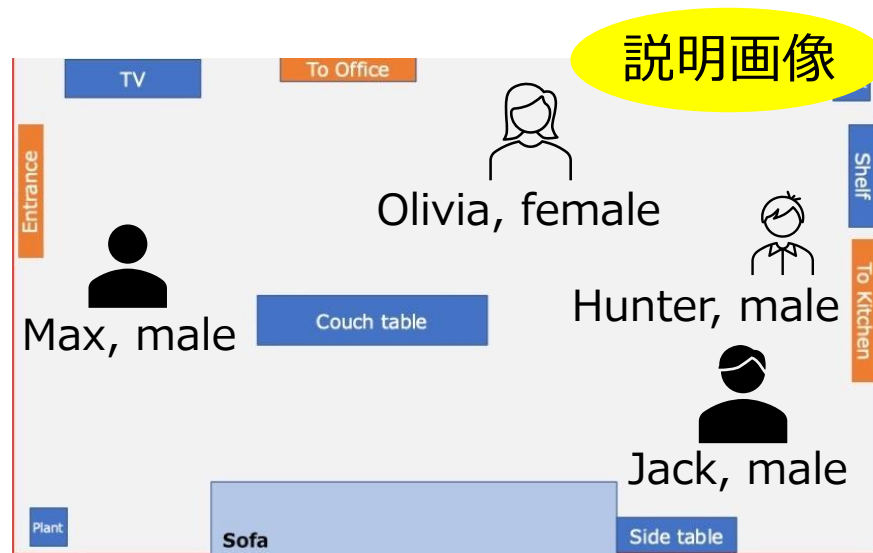 説明画像
TV
To Office
Entrance
Shelf
Olivia, female
To Kitchen
Hunter, male
Max, male
Couch table
Jack, male
Plant
Sofa
Side table